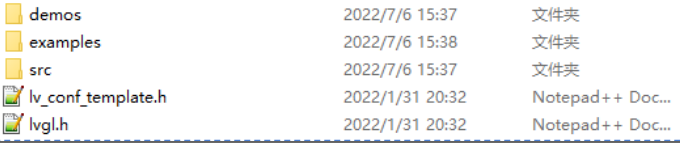 demos 2022/7/6 15:37 文件夹
examples 2022/7/6 15:38 文件夹
src 2022/7/6 15:37 文件夹
lv_conf_template.h 2022/1/31 20:32 Notepad++ Doc...
lvgl.h 2022/1/31 20:32 Notepad++ Doc...